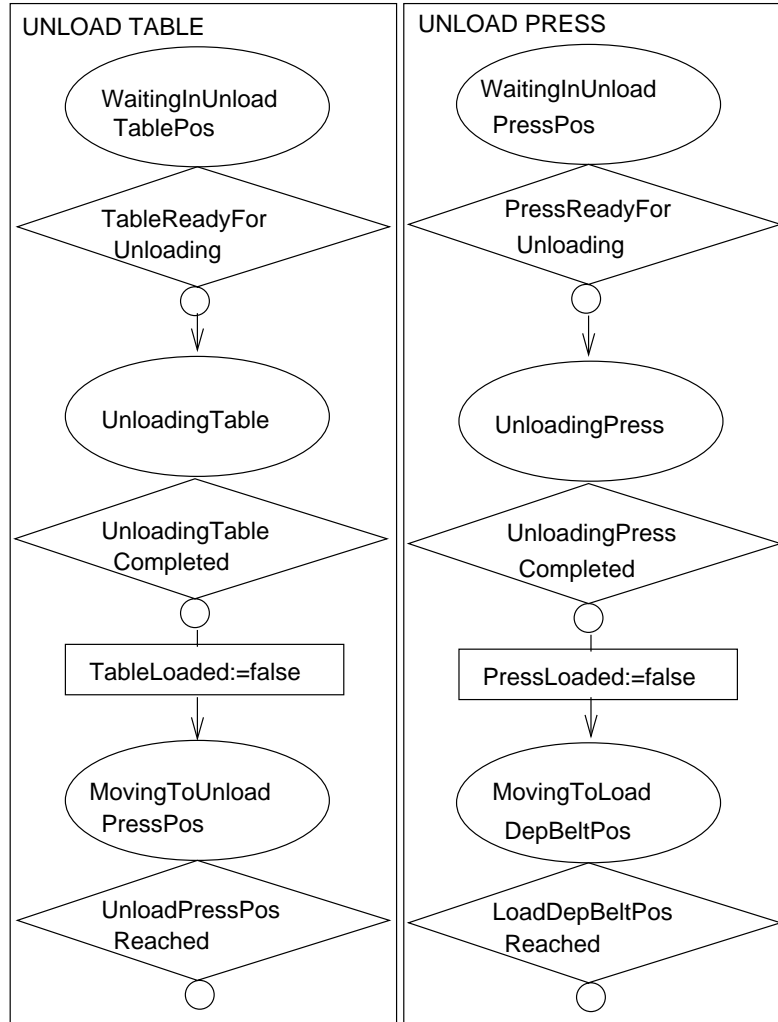 UNLOAD TABLE
WaitingInUnload
TablePos
TableReadyFor
Unloading
UnloadingTable
UnloadingTable
Completed
TableLoaded:=false
MovingToUnload
PressPos
UnloadPressPos
Reached
UNLOAD PRESS
WaitingInUnload
PressPos
PressReadyFor
Unloading
UnloadingPress
UnloadingPress
Completed
PressLoaded:=false
MovingToLoad
DepBeltPos
LoadDepBeltPos
Reached